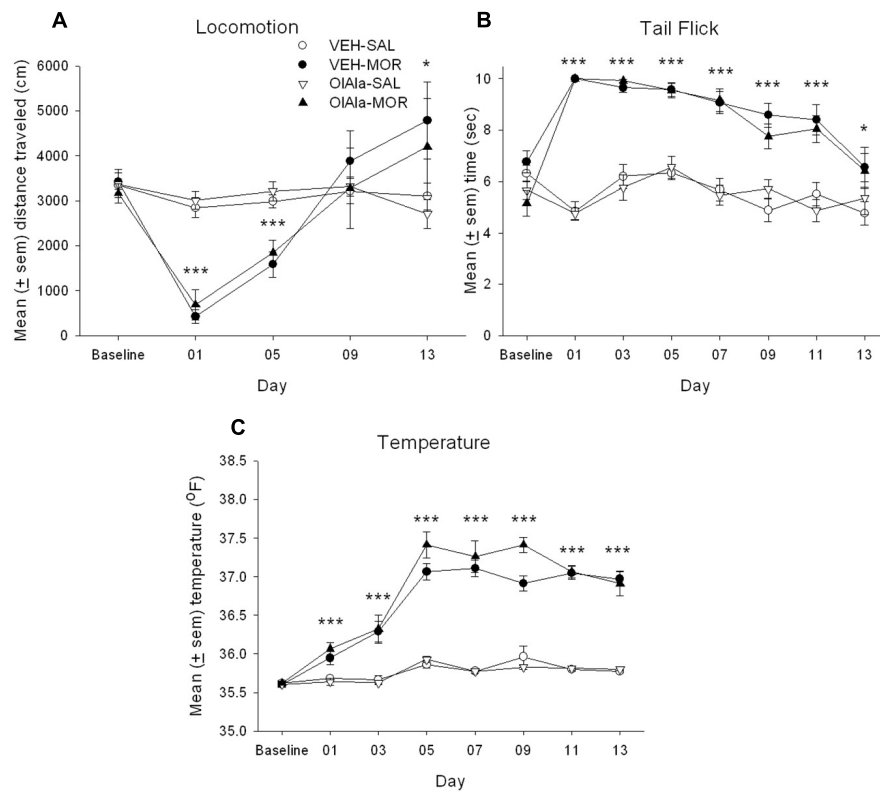 A
Locomotion
VEH-SAL
VEH-MOR
OlAla-SAL
OlAla-MOR
Mean (± sem) distance traveled (cm)
6000
5000
4000
3000
2000
1000
0
***
***
*
Baseline 01 05 09 13
Day
B
Tail Flick
Mean (± sem) time (sec)
10
8
6
4
2
0
*** *** *** *** *** *** *
Baseline 01 03 05 07 09 11 13
Day
C
Temperature
Mean (± sem) temperature (°F)
38.5
38.0
37.5
37.0
36.5
36.0
35.5
35.0
*** *** *** *** *** *** ***
Baseline 01 03 05 07 09 11 13
Day